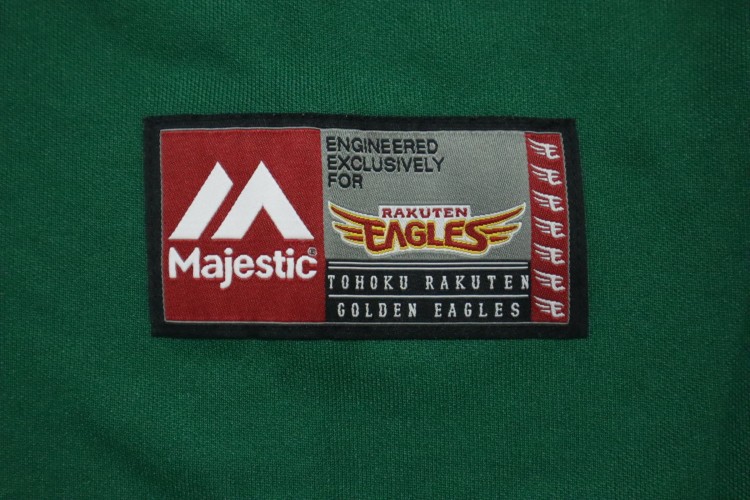 Majestic®
ENGINEERED
EXCLUSIVELY
FOR
RAKUTEN
EAGLES
TOHOKU RAKUTEN
GOLDEN EAGLES
E
E
E
E
E
E
E